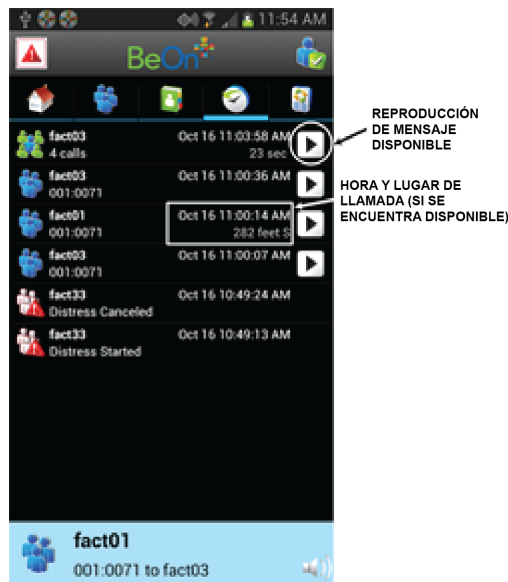 11:54 AM
BeOn
fact03 Oct 16 11:03:58 AM
4 calls 23 sec
fact03 Oct 16 11:00:36 AM
001:0071
fact01 Oct 16 11:00:14 AM
001:0071 282 feet S
fact03 Oct 16 11:00:07 AM
001:0071
fact33 Oct 16 10:49:24 AM
Distress Canceled
fact33 Oct 16 10:49:13 AM
Distress Started
fact01
001:0071 to fact03
REPRODUCCIÓN
DE MENSAJE
DISPONIBLE
HORA Y LUGAR DE
LLAMADA (SI SE
ENCUENTRA DISPONIBLE)